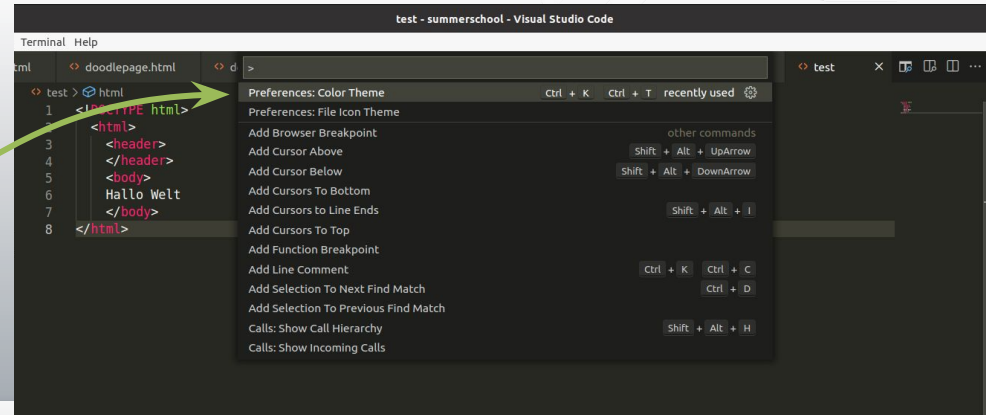 test - summerschool - Visual Studio Code
Terminal Help
tml doodlepage.html d > test
test > html
Preferences: Color Theme Ctrl + K Ctrl + T recently used
Preferences: File Icon Theme
Add Browser Breakpoint other commands
Add Cursor Above Shift + Alt + UpArrow
Add Cursor Below Shift + Alt + DownArrow
Add Cursors To Bottom
Add Cursors to Line Ends Shift + Alt + I
Add Cursors To Top
Add Function Breakpoint
Add Line Comment Ctrl + K Ctrl + C
Add Selection To Next Find Match Ctrl + D
Add Selection To Previous Find Match
Calls: Show Call Hierarchy Shift + Alt + H
Calls: Show Incoming Calls
1 <!DOCTYPE html>
2 <html>
3 <header>
4 </header>
5 <body>
6 Hallo Welt
7 </body>
8 </html>